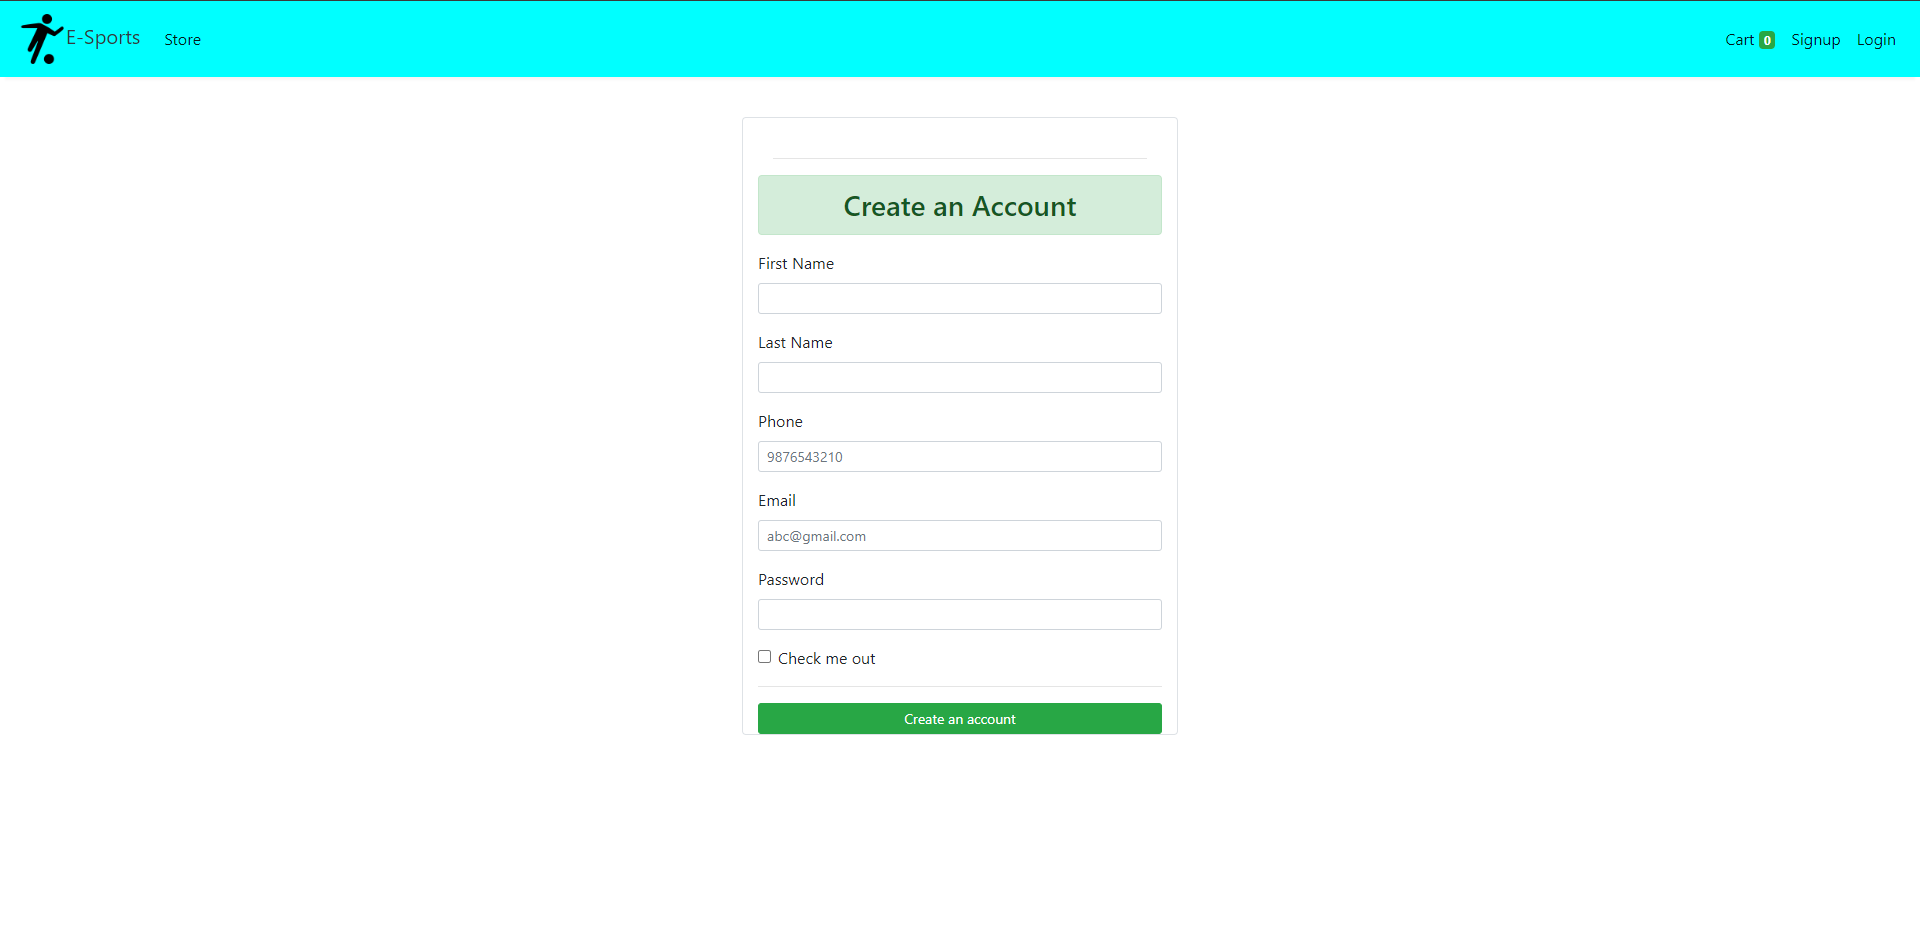 E-Sports Store Cart 0 Signup Login
Create an Account
First Name
Last Name
Phone
9876543210
Email
abc@gmail.com
Password
Check me out
Create an account